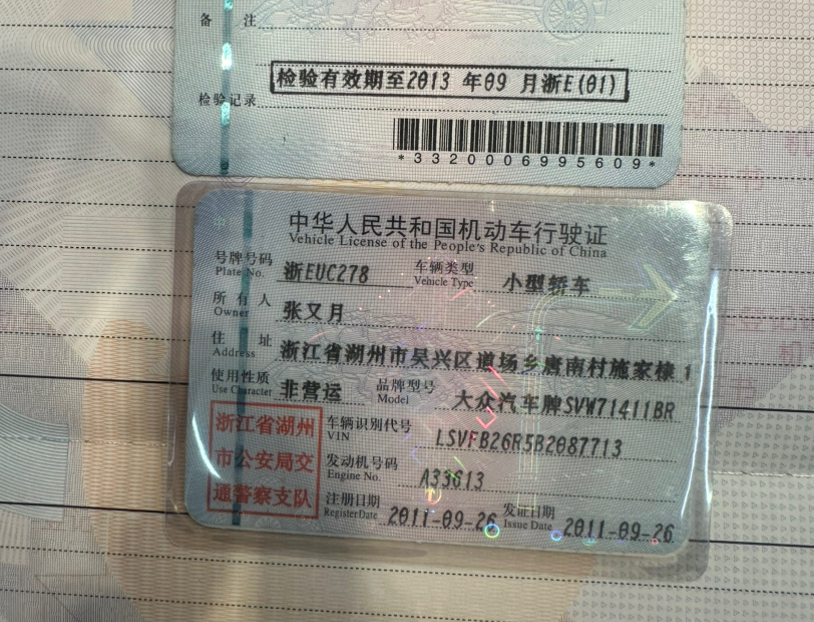 备 注
检验有效期至2013 年09 月浙E(01)
检验记录
*3320006995609*
中华人民共和国机动车行驶证
Vehicle License of the People's Republic of China
号牌号码 浙EUC278 车辆类型 小型轿车
Plate No. Vehicle Type
所有人 张又月
Owner
住 址 浙江省湖州市吴兴区道场乡唐南村施家棣1
Address
使用性质 非营运 品牌型号 大众汽车牌SVW71411BR
Use Character Model
浙江省湖州
市公安局交
通警察支队
车辆识别代号 LSVFB26R5B2087713
VIN
发动机号码 A33613
Engine No.
注册日期 2011-09-26 发证日期 2011-09-26
Register Date Issue Date